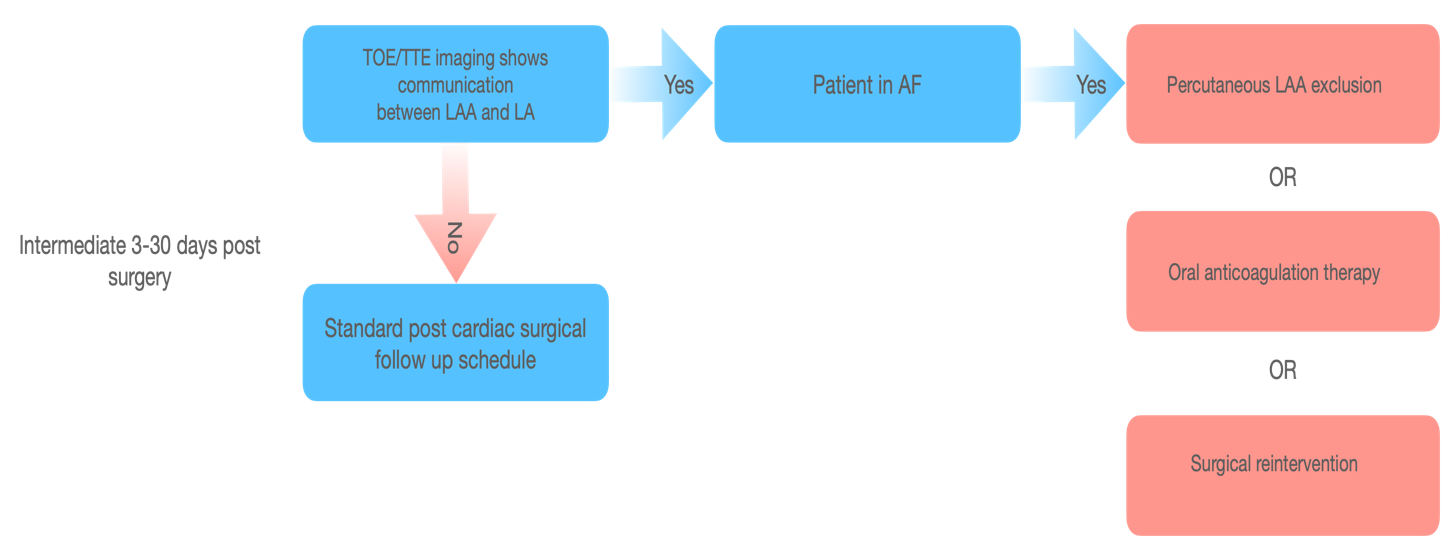 TOE/TTE imaging shows
communication
between LAA and LA
Yes
Patient in AF
Yes
Percutaneous LAA exclusion
OR
No
Intermediate 3-30 days post
surgery
Oral anticoagulation therapy
Standard post cardiac surgical
follow up schedule
OR
Surgical reintervention